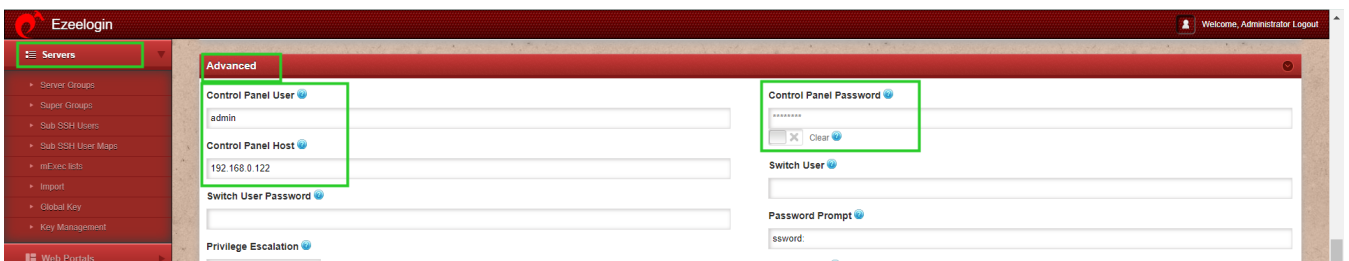 Ezeelogin
Welcome, Administrator Logout
Servers
Server Groups
Super Groups
Sub SSH Users
Sub SSH User Maps
mExec lists
Import
Global Key
Key Management
Web Portals
Advanced
Control Panel User
admin
Control Panel Host
192.168.0.122
Switch User Password
Privilege Escalation
Control Panel Password
********
Clear
Switch User
Password Prompt
ssword: